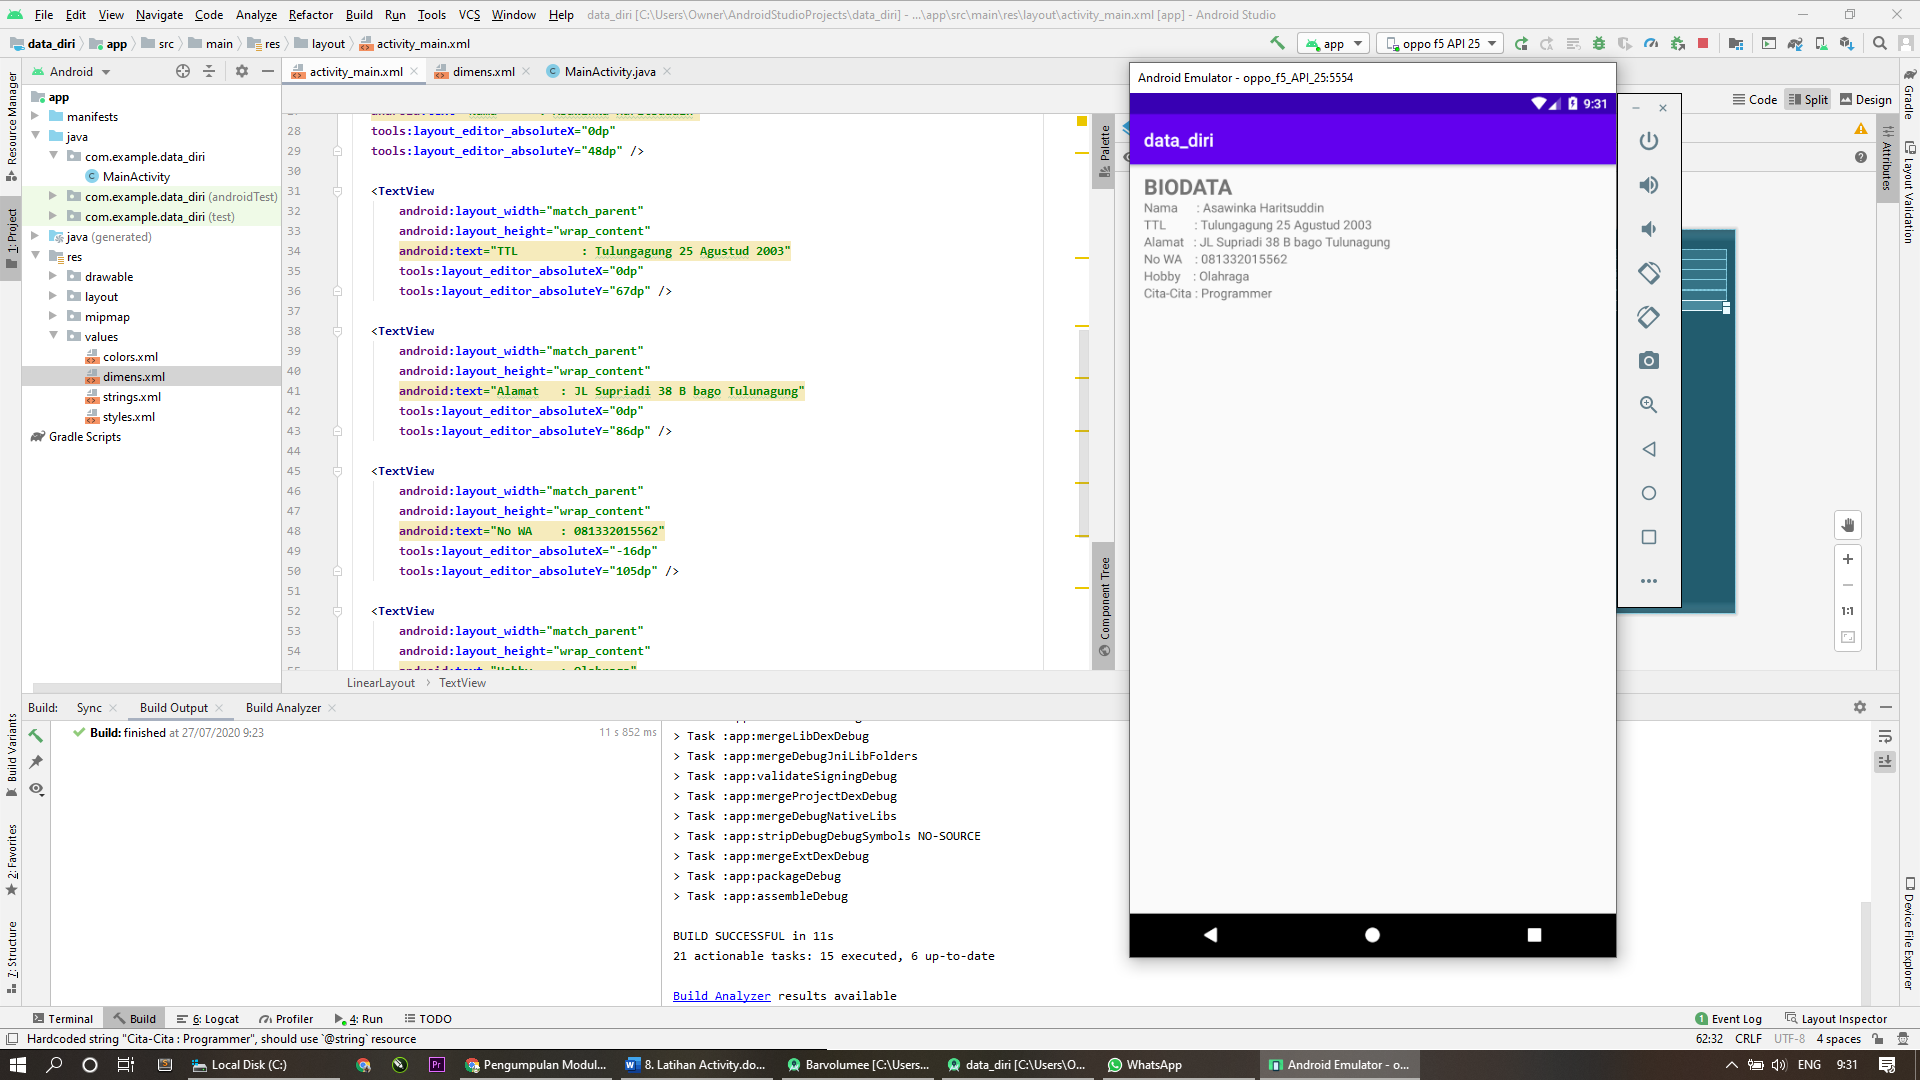 File Edit View Navigate Code Analyze Refactor Build Run Tools VCS Window Help data_diri [C:\Users\Owner\AndroidStudioProjects\data_diri] - ...\app\src\main\res\layout\activity_main.xml [app] - Android Studio
data_diri app src main res layout activity_main.xml
app oppo f5 API 25
Android
activity_main.xml dimens.xml MainActivity.java
Code Split Design
Resource Manager
1: Project
Build Variants
2: Favorites
7: Structure
app
manifests
java
com.example.data_diri
MainActivity
com.example.data_diri (androidTest)
com.example.data_diri (test)
java (generated)
res
drawable
layout
mipmap
values
colors.xml
dimens.xml
strings.xml
styles.xml
Gradle Scripts
28 tools:layout_editor_absoluteX="0dp"
29 tools:layout_editor_absoluteY="48dp" />
30
31 <TextView
32 android:layout_width="match_parent"
33 android:layout_height="wrap_content"
34 android:text="TTL         : Tulungagung 25 Agustud 2003"
35 tools:layout_editor_absoluteX="0dp"
36 tools:layout_editor_absoluteY="67dp" />
37
38 <TextView
39 android:layout_width="match_parent"
40 android:layout_height="wrap_content"
41 android:text="Alamat   : JL Supriadi 38 B bago Tulunagung"
42 tools:layout_editor_absoluteX="0dp"
43 tools:layout_editor_absoluteY="86dp" />
44
45 <TextView
46 android:layout_width="match_parent"
47 android:layout_height="wrap_content"
48 android:text="No WA    : 081332015562"
49 tools:layout_editor_absoluteX="-16dp"
50 tools:layout_editor_absoluteY="105dp" />
51
52 <TextView
53 android:layout_width="match_parent"
54 android:layout_height="wrap_content"
LinearLayout TextView
Palette
Component Tree
Android Emulator - oppo_f5_API_25:5554
9:31
data_diri
BIODATA
Nama : Asawinka Haritsuddin
TTL : Tulungagung 25 Agustud 2003
Alamat : JL Supriadi 38 B bago Tulunagung
No WA : 081332015562
Hobby : Olahraga
Cita-Cita : Programmer
1:1
Attributes
Gradle
Layout Validation
Device File Explorer
Build: Sync Build Output Build Analyzer
Build: finished at 27/07/2020 9:23 11 s 852 ms
> Task :app:mergeLibDexDebug
> Task :app:mergeDebugJniLibFolders
> Task :app:validateSigningDebug
> Task :app:mergeProjectDexDebug
> Task :app:mergeDebugNativeLibs
> Task :app:stripDebugDebugSymbols NO-SOURCE
> Task :app:mergeExtDexDebug
> Task :app:packageDebug
> Task :app:assembleDebug
BUILD SUCCESSFUL in 11s
21 actionable tasks: 15 executed, 6 up-to-date
Build Analyzer results available
Terminal Build 6: Logcat Profiler 4: Run TODO 1 Event Log Layout Inspector
Hardcoded string "Cita-Cita : Programmer", should use `@string` resource 62:32 CRLF UTF-8 4 spaces
Local Disk (C:) Pr Pengumpulan Modul... 8. Latihan Activity.do... Barvolumee [C:\Users... data_diri [C:\Users\O... WhatsApp Android Emulator - o... ENG 9:31